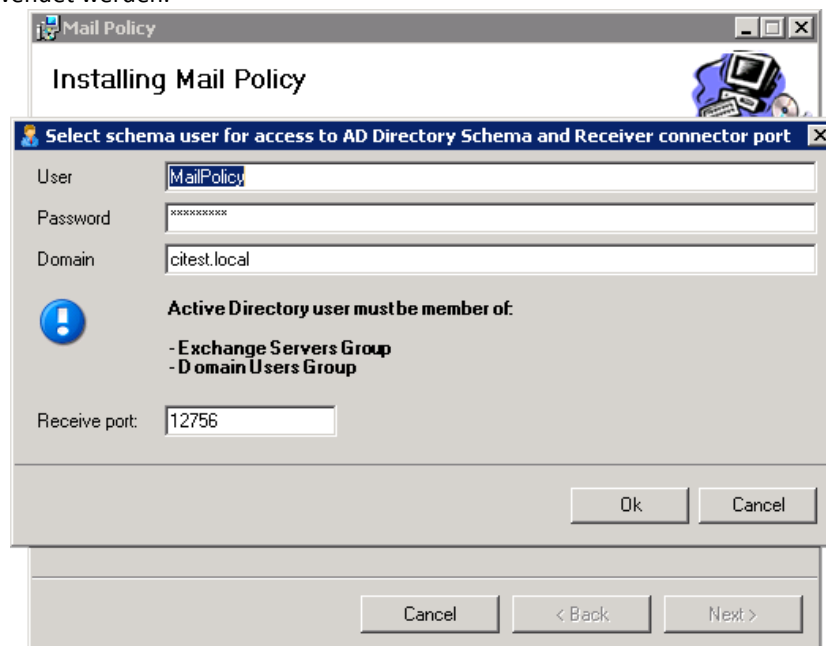 werden.
Mail Policy
Installing Mail Policy
Select schema user for access to AD Directory Schema and Receiver connector port
User
MailPolicy
Password
*********
Domain
citest.local
Active Directory user must be member of:
- Exchange Servers Group
- Domain Users Group
Receive port:
12756
Ok
Cancel
Cancel
< Back
Next >